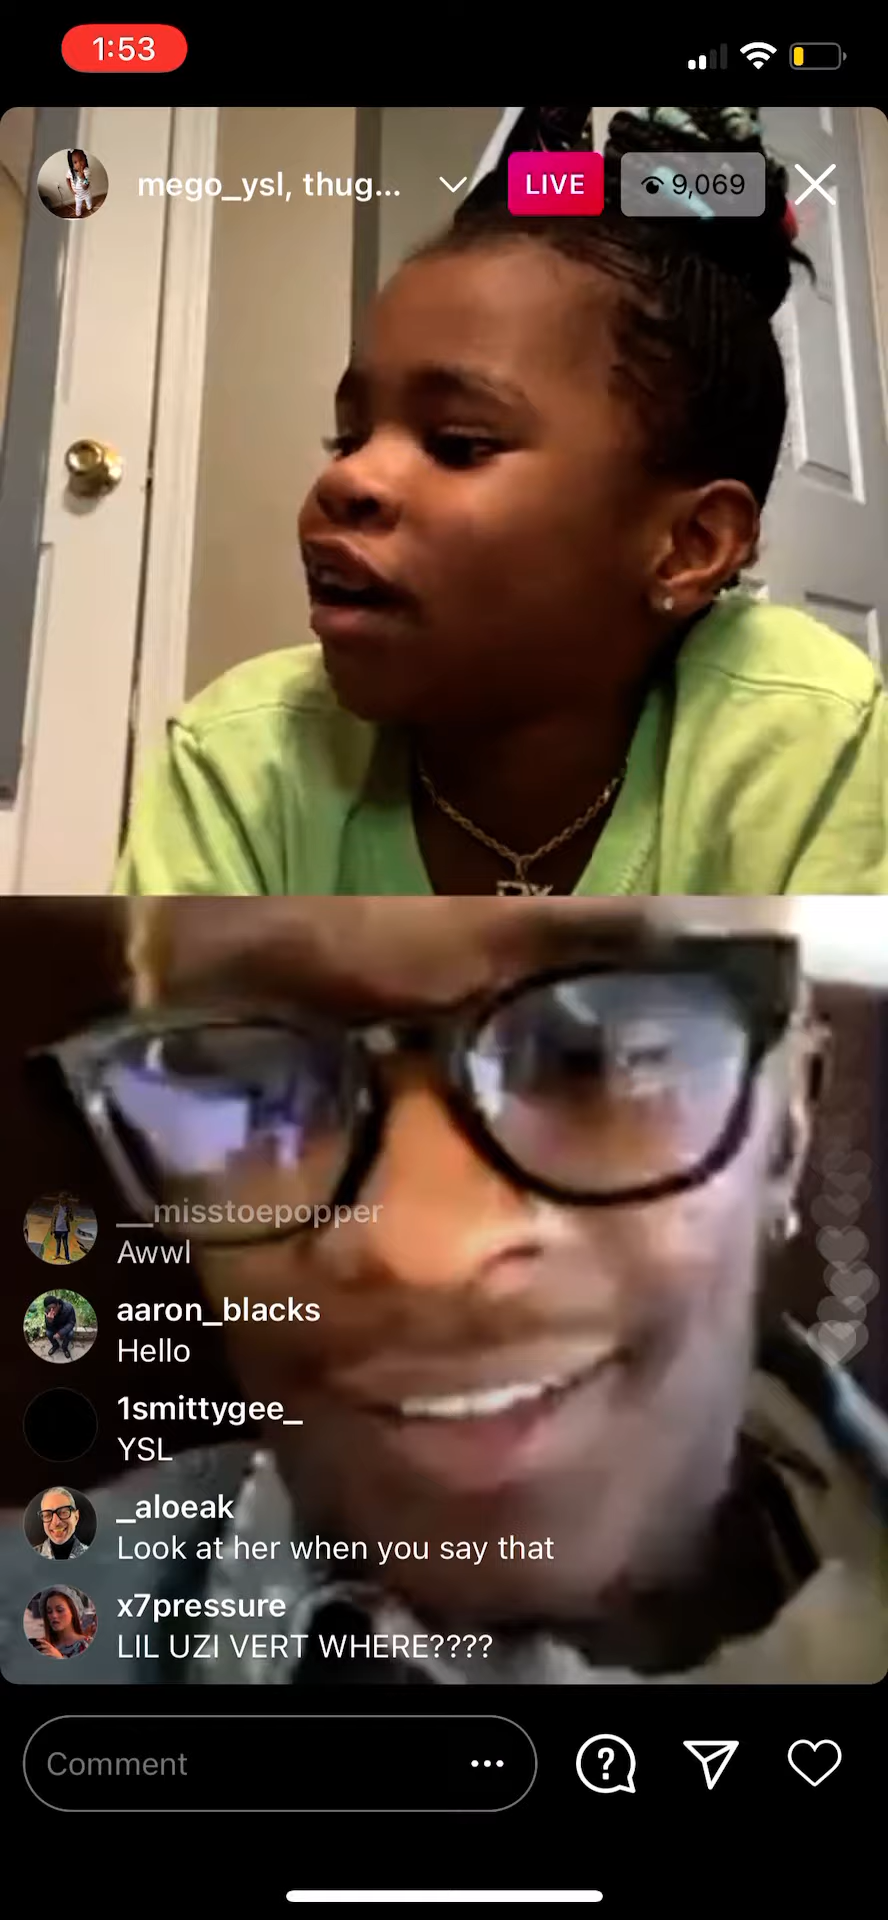 1:53
mego_ysl, thug...
LIVE
9,069
__misstoepopper
Awwl
aaron_blacks
Hello
1smittygee_
YSL
_aloeak
Look at her when you say that
x7pressure
LIL UZI VERT WHERE????
Comment